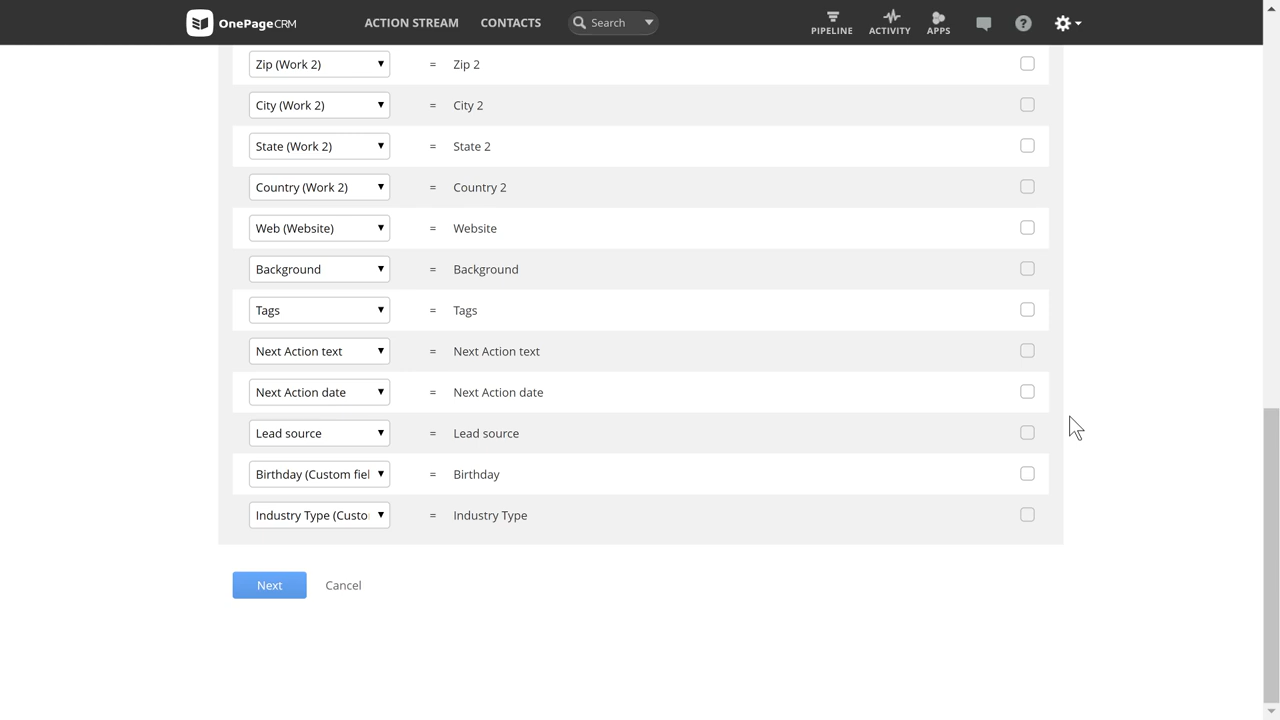 OnePageCRM ACTION STREAM CONTACTS Search PIPELINE ACTIVITY APPS
Zip (Work 2) = Zip 2
City (Work 2) = City 2
State (Work 2) = State 2
Country (Work 2) = Country 2
Web (Website) = Website
Background = Background
Tags = Tags
Next Action text = Next Action text
Next Action date = Next Action date
Lead source = Lead source
Birthday (Custom fiel = Birthday
Industry Type (Custo = Industry Type
Next Cancel